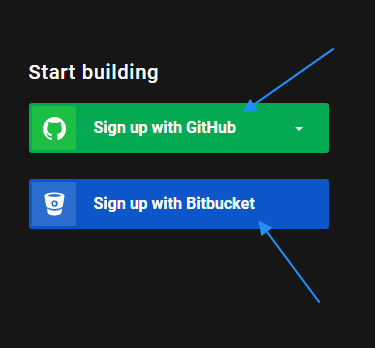 Start building
Sign up with GitHub
Sign up with Bitbucket